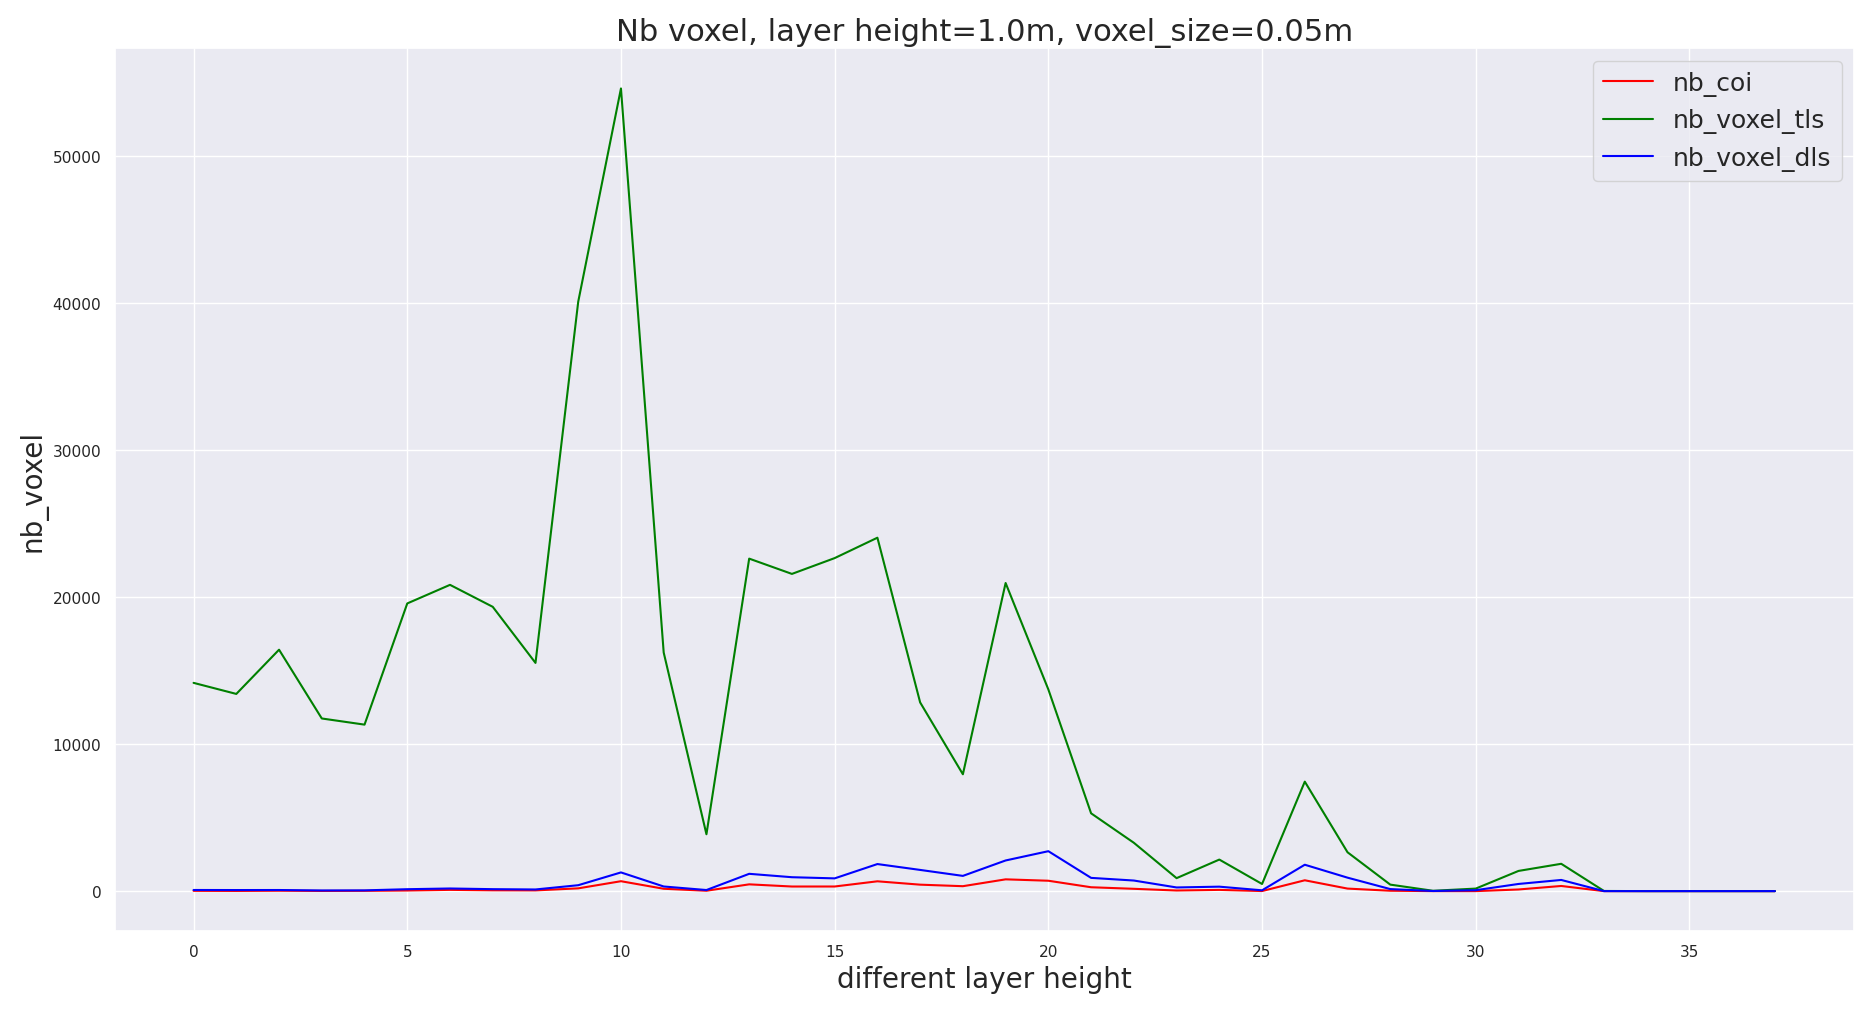 Nb voxel, layer height=1.0m, voxel_size=0.05m
nb_coi
nb_voxel_tls
nb_voxel_dls
nb_voxel
50000
40000
30000
20000
10000
0
0 5 10 15 20 25 30 35
different layer height